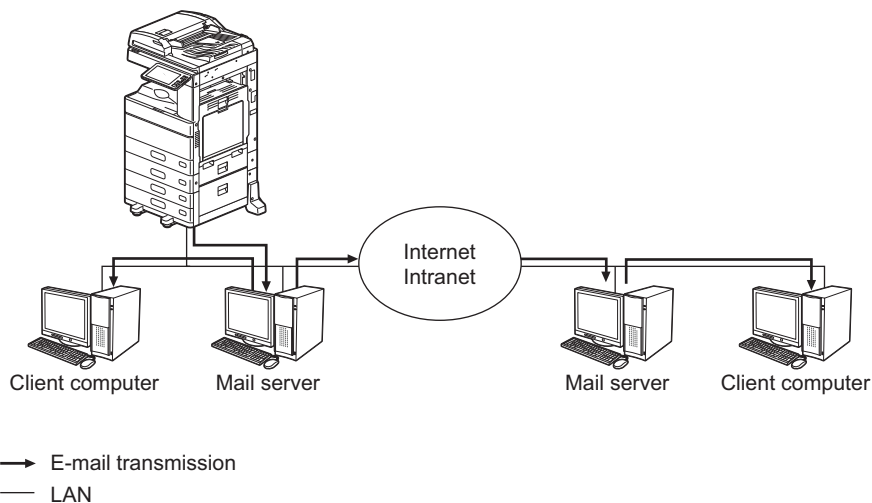 Internet
Intranet
Client computer
Mail server
Mail server
Client computer
E-mail transmission
LAN